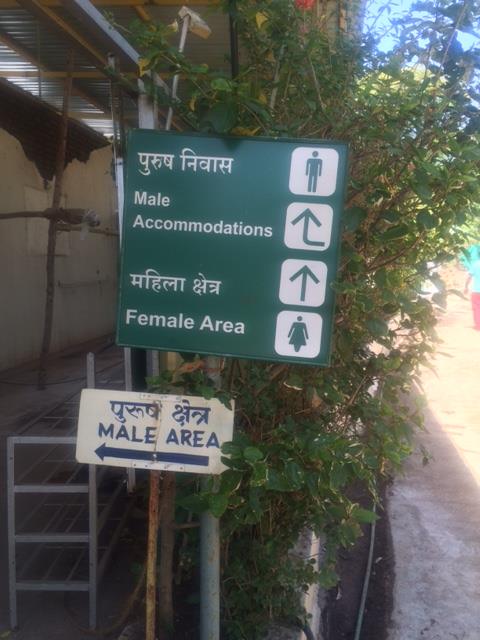 पुरुष निवास
Male
Accommodations
महिला क्षेत्र
Female Area
पुरूष क्षेत्र
MALE AREA